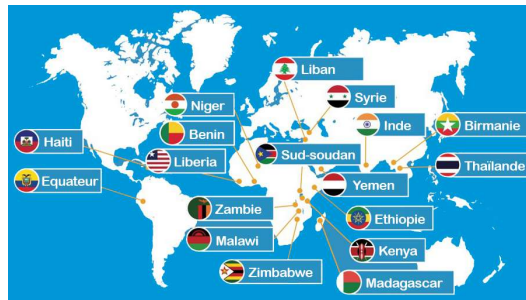 Liban
Syrie
Niger
Inde
Birmanie
Benin
Haiti
Liberia
Sud-soudan
Thaïlande
Equateur
Yemen
Zambie
Ethiopie
Malawi
Kenya
Zimbabwe
Madagascar